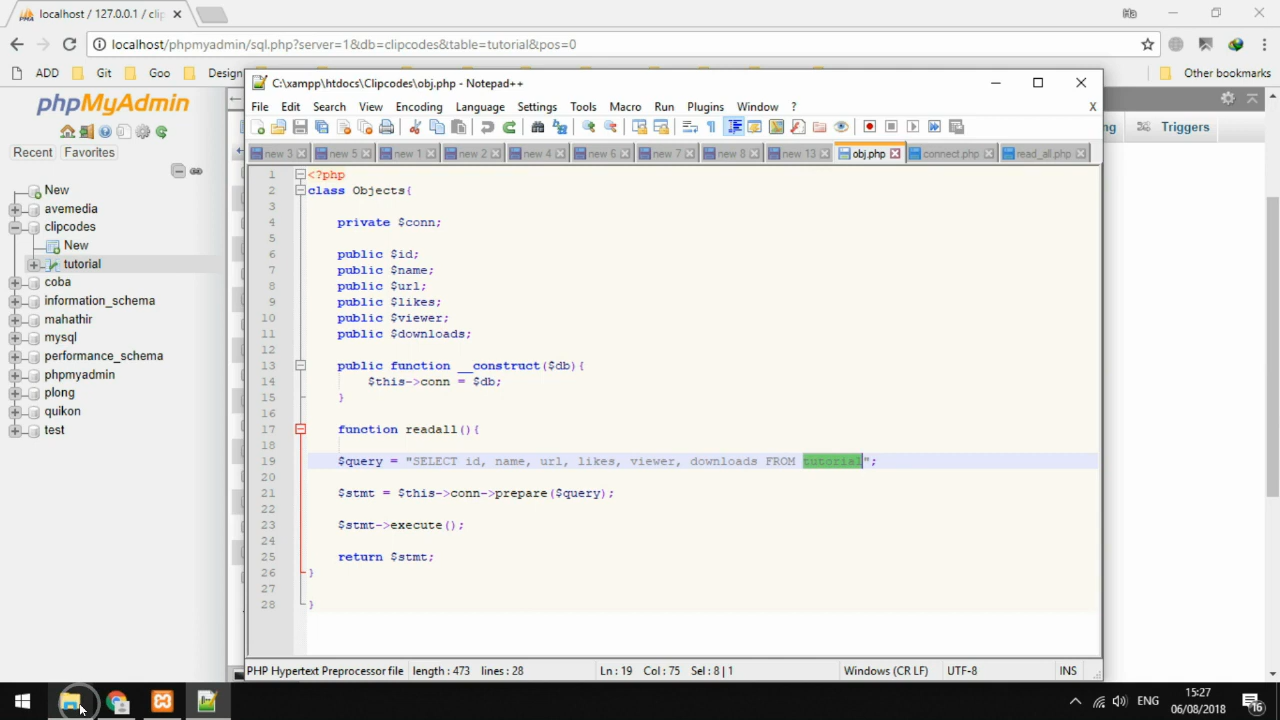 localhost / 127.0.0.1 / clip
localhost/phpmyadmin/sql.php?server=1&db=clipcodes&table=tutorial&pos=0
ADD
Git
Goo
Design
Other bookmarks
phpMyAdmin
Recent
Favorites
New
avemedia
clipcodes
New
tutorial
coba
information_schema
mahathir
mysql
performance_schema
phpmyadmin
plong
quikon
test
ng
Triggers
C:\xampp\htdocs\Clipcodes\obj.php - Notepad++
File Edit Search View Encoding Language Settings Tools Macro Run Plugins Window ?
X
new 3 new 5 new 1 new 2 new 4 new 6 new 7 new 8 new 13 obj.php connect.php read_all.php
1 <?php
2 class Objects{
3
4 private $conn;
5
6 public $id;
7 public $name;
8 public $url;
9 public $likes;
10 public $viewer;
11 public $downloads;
12
13 public function __construct($db){
14 $this->conn = $db;
15 }
16
17 function readall(){
18
19 $query = "SELECT id, name, url, likes, viewer, downloads FROM tutorial";
20
21 $stmt = $this->conn->prepare($query);
22
23 $stmt->execute();
24
25 return $stmt;
26 }
27
28 }
PHP Hypertext Preprocessor file length : 473 lines : 28 Ln : 19 Col : 75 Sel : 8 | 1 Windows (CR LF) UTF-8 INS
ENG
15:27
06/08/2018
16